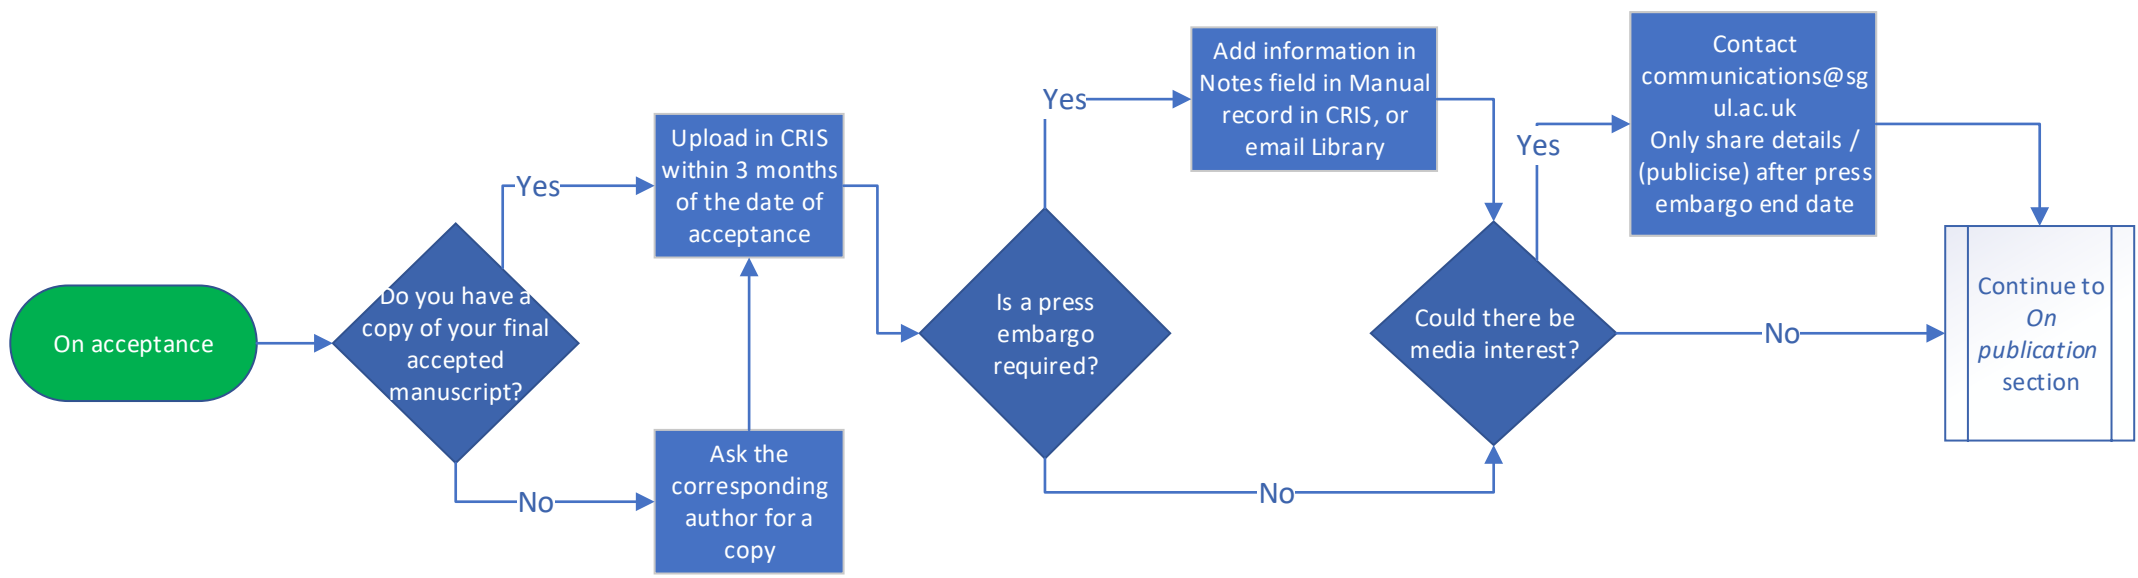 On acceptance
Do you have a
copy of your final
accepted
manuscript?
Yes
No
Upload in CRIS
within 3 months
of the date of
acceptance
Ask the
corresponding
author for a
copy
Is a press
embargo
required?
Yes
No
Add information in
Notes field in Manual
record in CRIS, or
email Library
Could there be
media interest?
Yes
No
Contact
communications@sg
ul.ac.uk
Only share details /
(publicise) after press
embargo end date
Continue to
On
publication
section